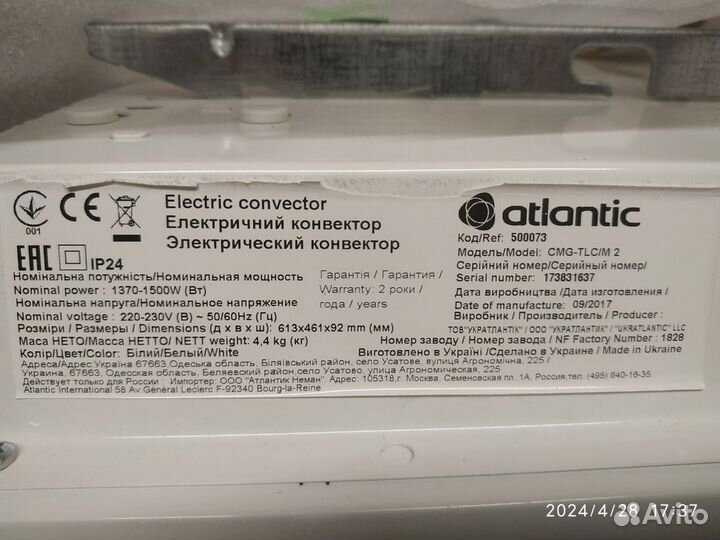 001
CE
EAC
IP24
Electric convector
Електричний конвектор
Электрический конвектор
atlantic
Код/Ref: 500073
Модель/Model: CMG-TLC/M 2
Серійний номер/Серийный номер/
Serial number: 173831637
Номінальна потужність/Номинальная мощность
Nominal power : 1370-1500W (Вт)
Номінальна напруга/Номинальное напряжение
Nominal voltage : 220-230V (В) ~ 50/60Hz (Гц)
Гарантія / Гарантия /
Warranty: 2 роки /
года / years
Дата виробництва /Дата изготовления /
Date of manufacture: 09/2017
Виробник / Производитель / Producer :
ТОВ"УКРАТЛАНТІК" / ООО "УКРАТЛАНТИК" / "UKRATLANTIC" LLC
Розміри / Размеры / Dimensions (д х в х ш): 613x461x92 mm (мм)
Маса НЕТО/Масса НЕТТО/ NETT weight: 4,4 kg (кг)
Номер заводу / Номер завода / NF Factory Number : 1828
Колір/Цвет/Color: Білий/Белый/White
Виготовлено в Україні /Сделано в Украине / Made in Ukraine
Адреса/Адрес: Україна 67663,Одеська область, Біляївський район, село Усатово, вулиця Агрономічна, 225/
Украина, 67663, Одесская область, Беляевский район,село Усатово, улица Агрономическая, 225
Действует только для России : Импортер: ООО "Атлантик Неман". Адрес: 105318,г. Москва, Семеновская пл. 1А, Россия,тел. (495) 640-16-35
Atlantic International 58 Av.Général Leclerc F-92340 Bourg-la-Reine
2024/4/28 17:37
Avito